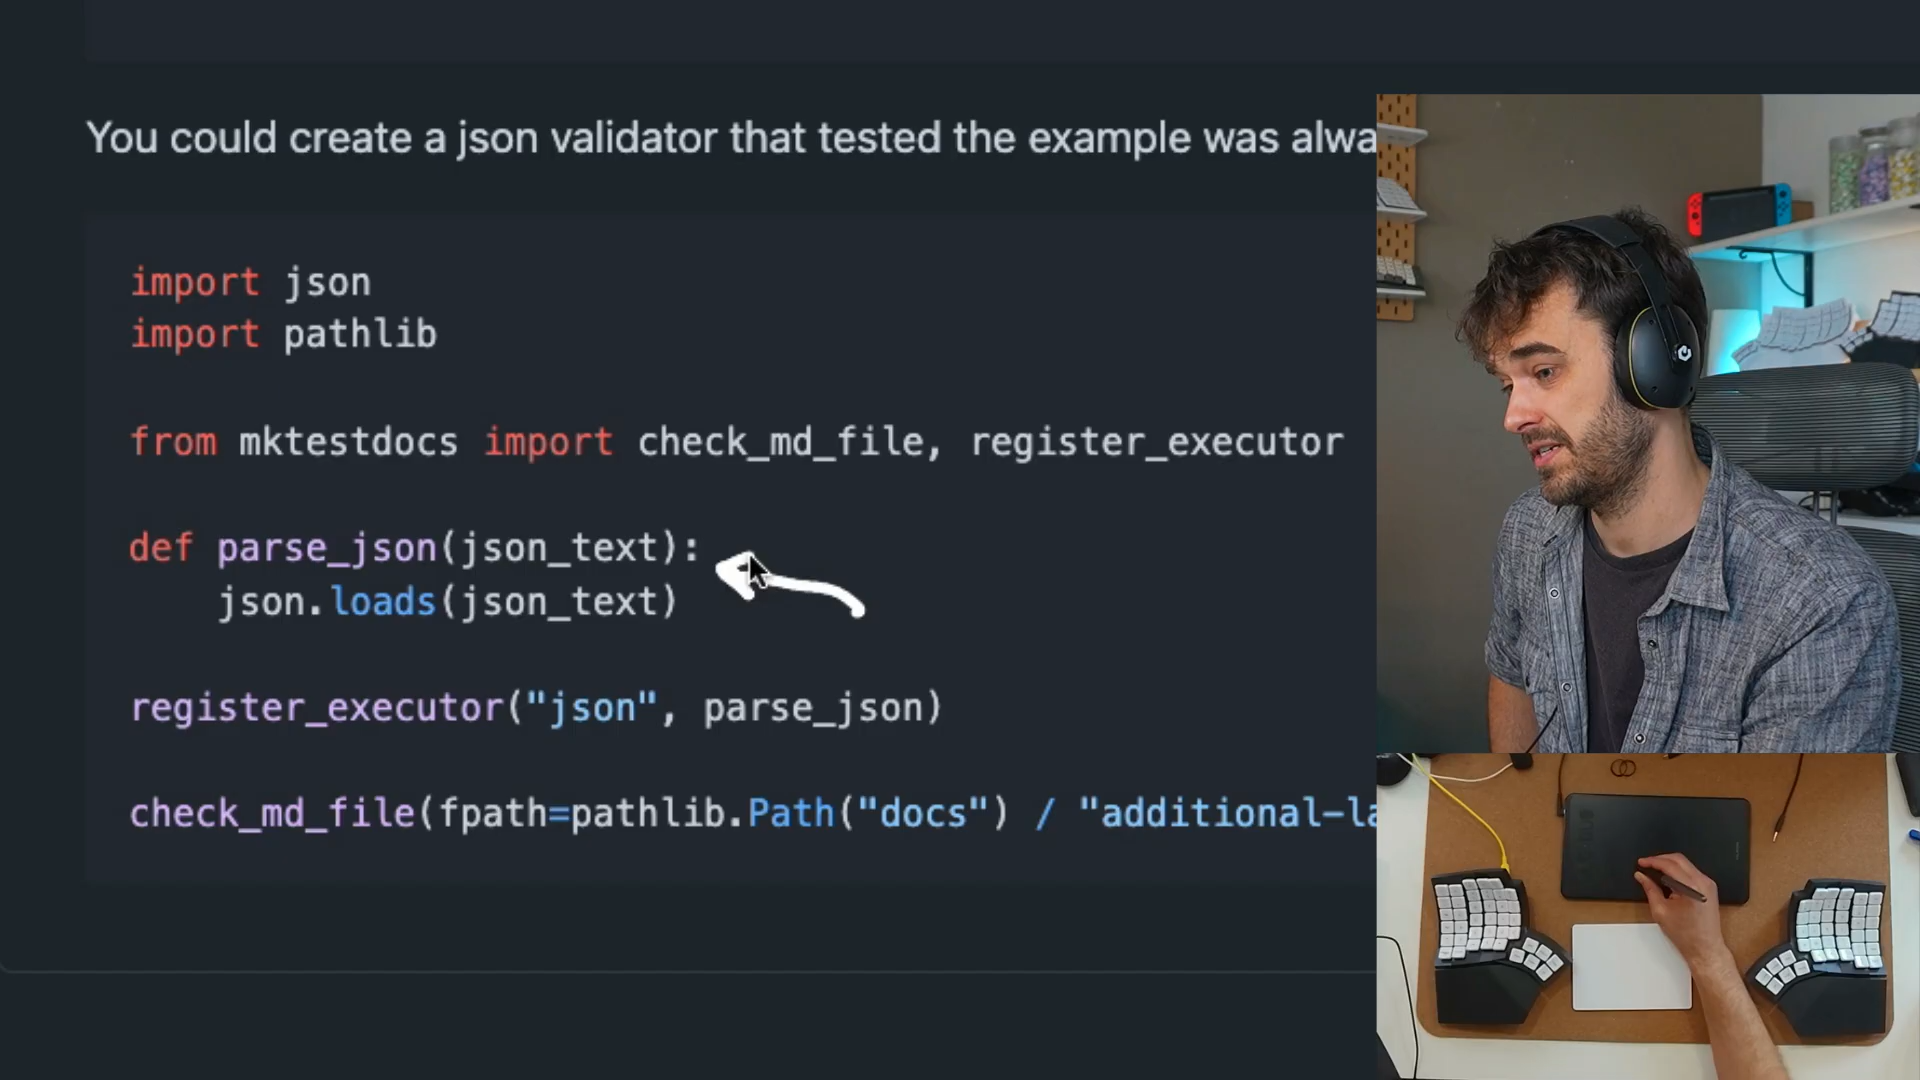 You could create a json validator that tested the example was alwa
import json
import pathlib
from mktestdocs import check_md_file, register_executor
def parse_json(json_text):
json.loads(json_text)
register_executor("json", parse_json)
check_md_file(fpath=pathlib.Path("docs") / "additional-la